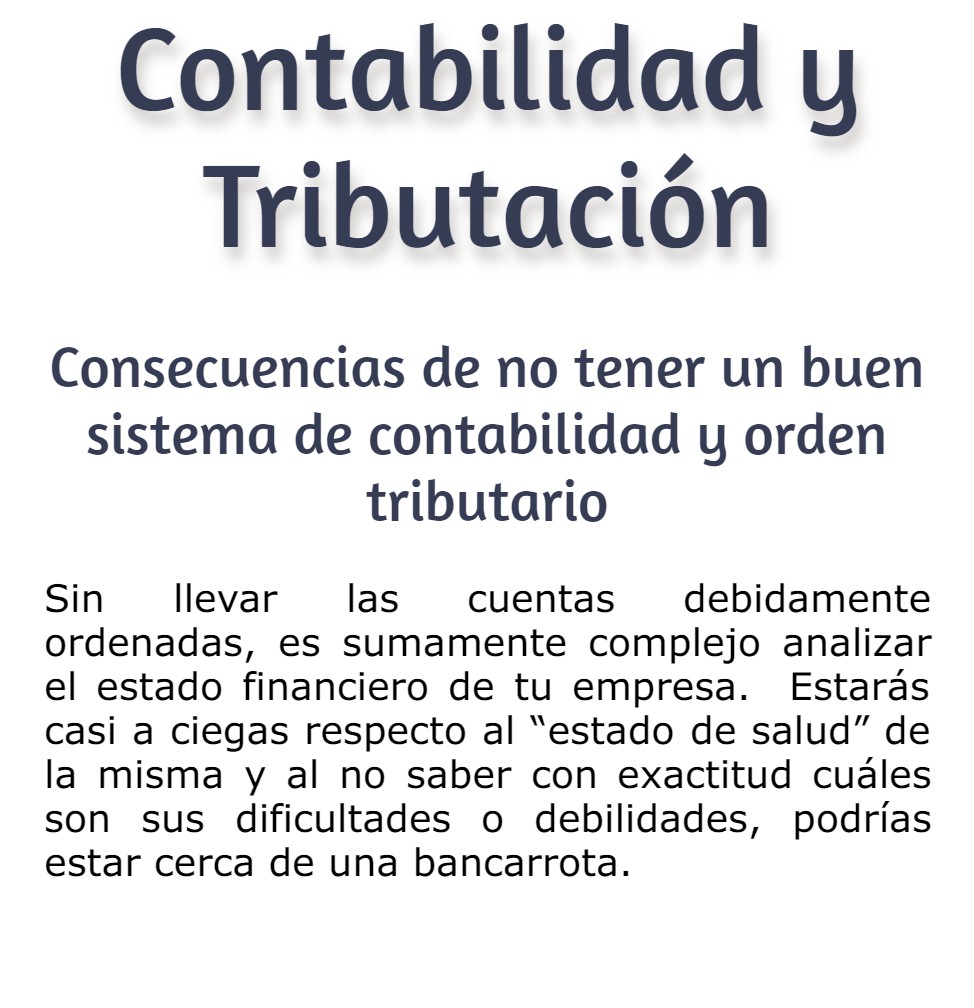 Contabilidad y
Tributación
Consecuencias de no tener un buen
sistema de contabilidad y orden
tributario
Sin llevar las cuentas debidamente
ordenadas, es sumamente complejo analizar
el estado financiero de tu empresa.  Estarás
casi a ciegas respecto al “estado de salud” de
la misma y al no saber con exactitud cuáles
son sus dificultades o debilidades, podrías
estar cerca de una bancarrota.